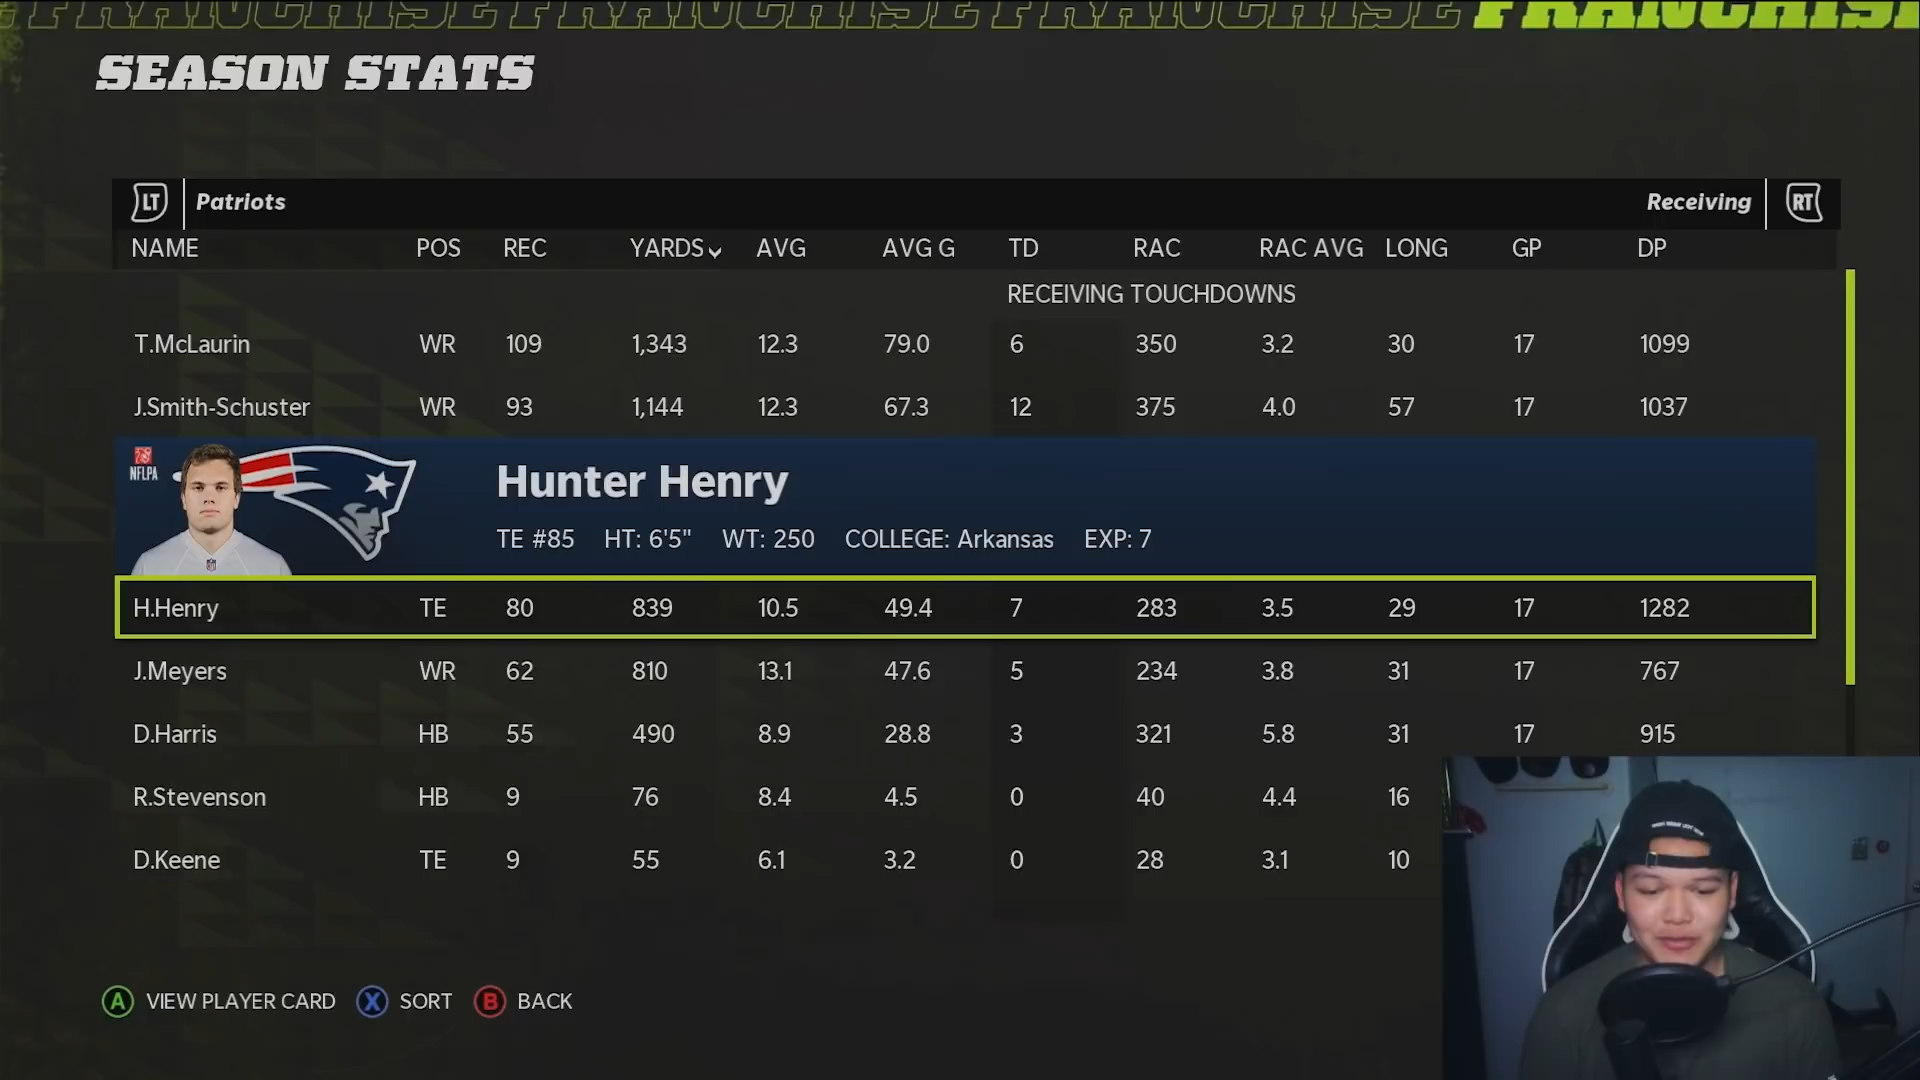 FRANCHISE FRANCHISE FRANCHISE FRANCHISE
SEASON STATS
LT Patriots Receiving RT
NAME POS REC YARDS AVG AVG G TD RAC RAC AVG LONG GP DP
RECEIVING TOUCHDOWNS
T.McLaurin WR 109 1,343 12.3 79.0 6 350 3.2 30 17 1099
J.Smith-Schuster WR 93 1,144 12.3 67.3 12 375 4.0 57 17 1037
NFLPA
Hunter Henry
TE #85 HT: 6'5" WT: 250 COLLEGE: Arkansas EXP: 7
H.Henry TE 80 839 10.5 49.4 7 283 3.5 29 17 1282
J.Meyers WR 62 810 13.1 47.6 5 234 3.8 31 17 767
D.Harris HB 55 490 8.9 28.8 3 321 5.8 31 17 915
R.Stevenson HB 9 76 8.4 4.5 0 40 4.4 16
D.Keene TE 9 55 6.1 3.2 0 28 3.1 10
A VIEW PLAYER CARD X SORT B BACK